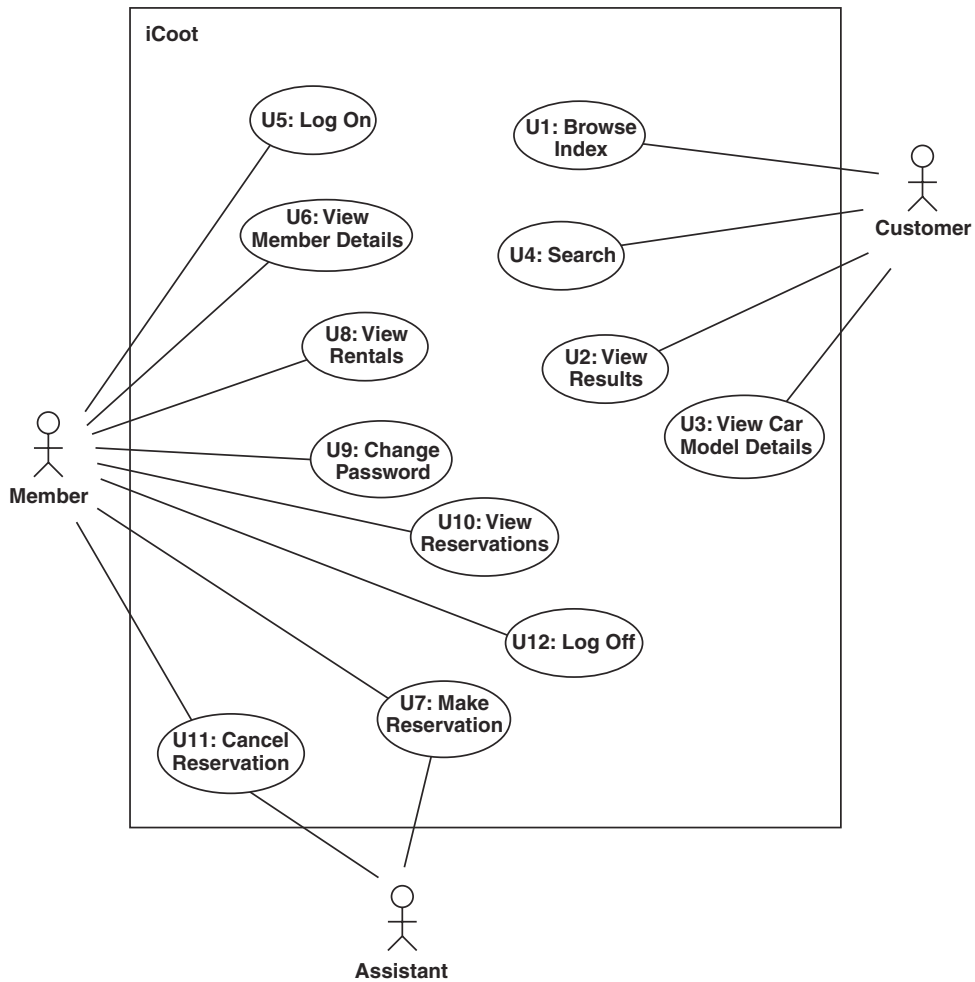 iCoot
U5: Log On
U1: Browse
Index
U6: View
Member Details
Customer
U4: Search
U8: View
Rentals
U2: View
Results
U3: View Car
Model Details
U9: Change
Password
Member
U10: View
Reservations
U12: Log Off
U7: Make
Reservation
U11: Cancel
Reservation
Assistant